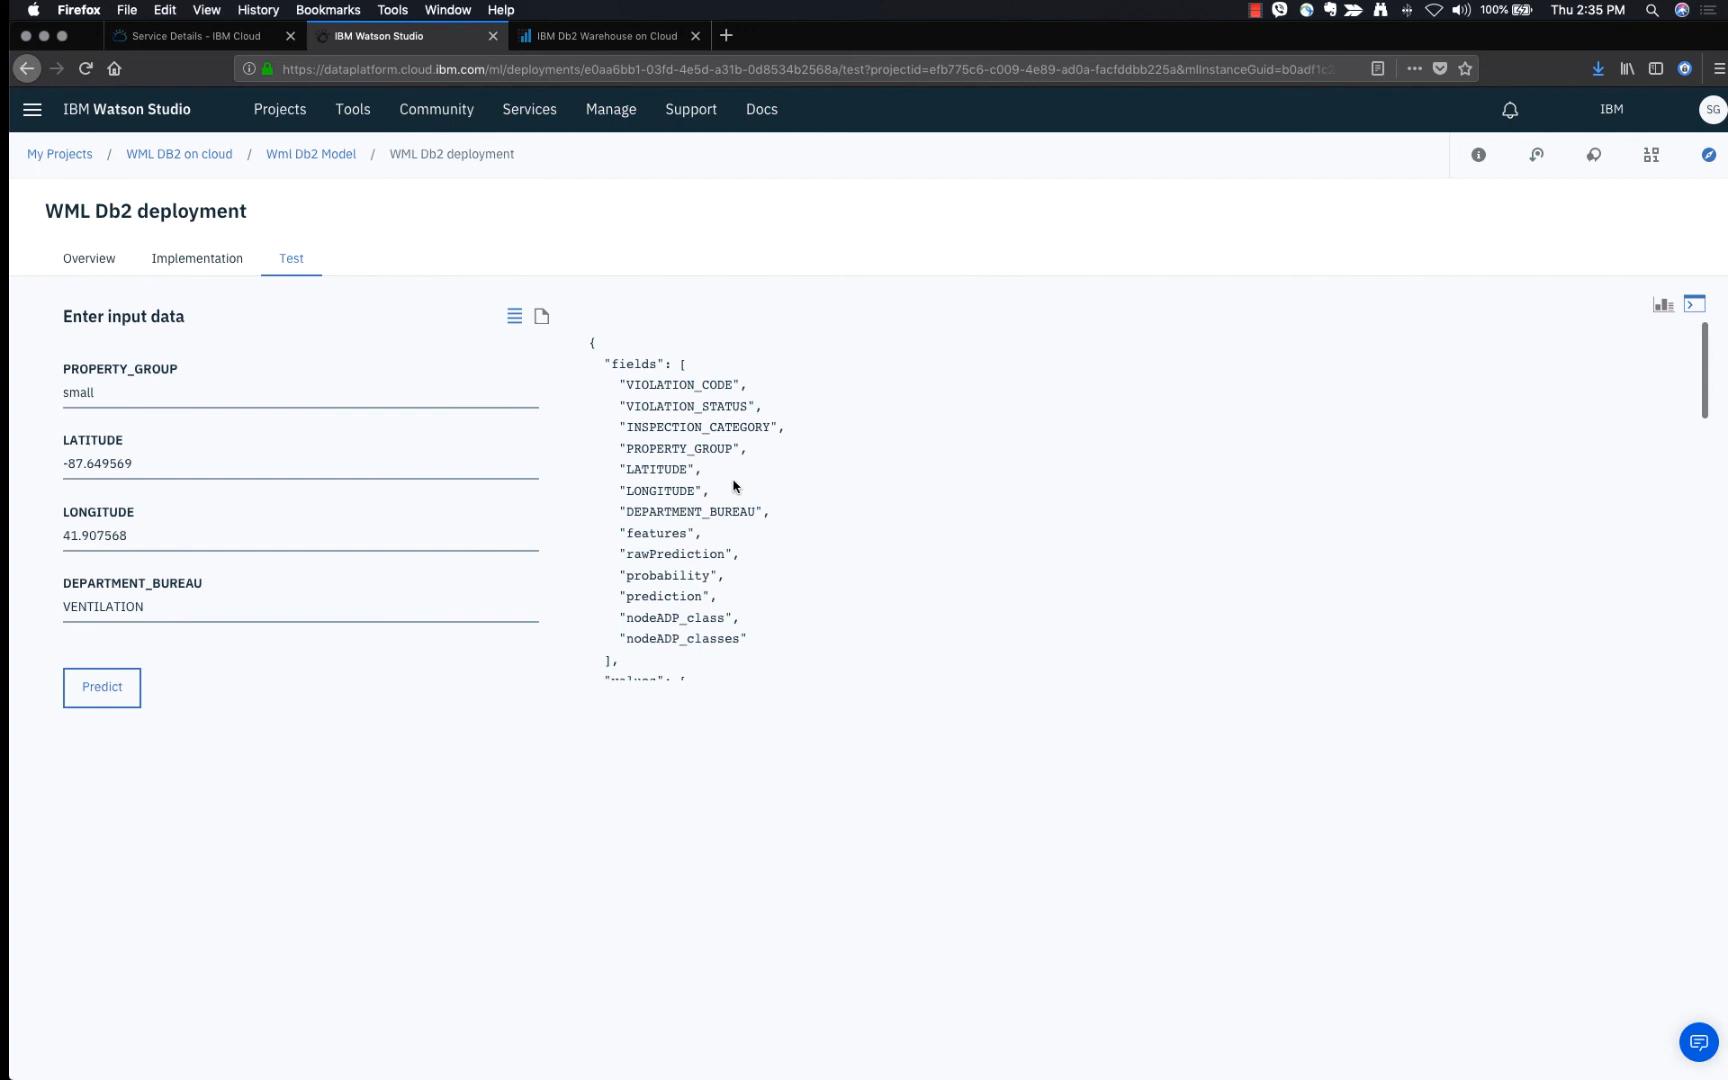 Firefox File Edit View History Bookmarks Tools Window Help 100% Thu 2:35 PM
Service Details - IBM Cloud IBM Watson Studio IBM Db2 Warehouse on Cloud
https://dataplatform.cloud.ibm.com/ml/deployments/e0aa6bb1-03fd-4e5d-a31b-0d8534b2568a/test?projectid=efb775c6-c009-4e89-ad0a-facfddbb225a&mlInstanceGuid=b0adf1c2
IBM Watson Studio Projects Tools Community Services Manage Support Docs IBM SG
My Projects / WML DB2 on cloud / Wml Db2 Model / WML Db2 deployment
WML Db2 deployment
Overview Implementation Test
Enter input data
PROPERTY_GROUP
small
LATITUDE
-87.649569
LONGITUDE
41.907568
DEPARTMENT_BUREAU
VENTILATION
Predict
{
"fields": [
"VIOLATION_CODE",
"VIOLATION_STATUS",
"INSPECTION_CATEGORY",
"PROPERTY_GROUP",
"LATITUDE",
"LONGITUDE",
"DEPARTMENT_BUREAU",
"features",
"rawPrediction",
"probability",
"prediction",
"nodeADP_class",
"nodeADP_classes"
],
"values": [